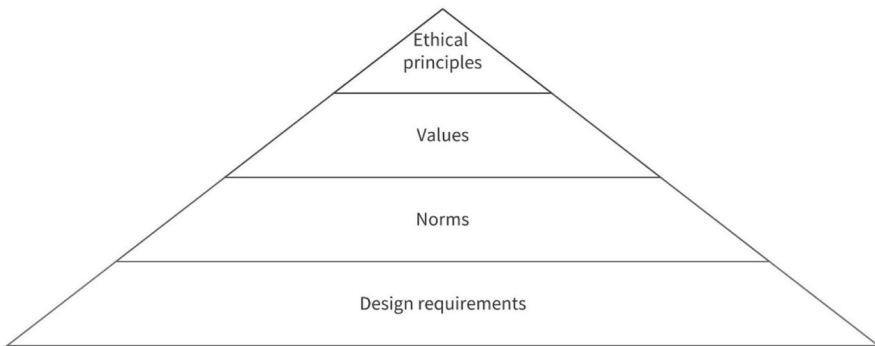 Ethical
principles
Values
Norms
Design requirements